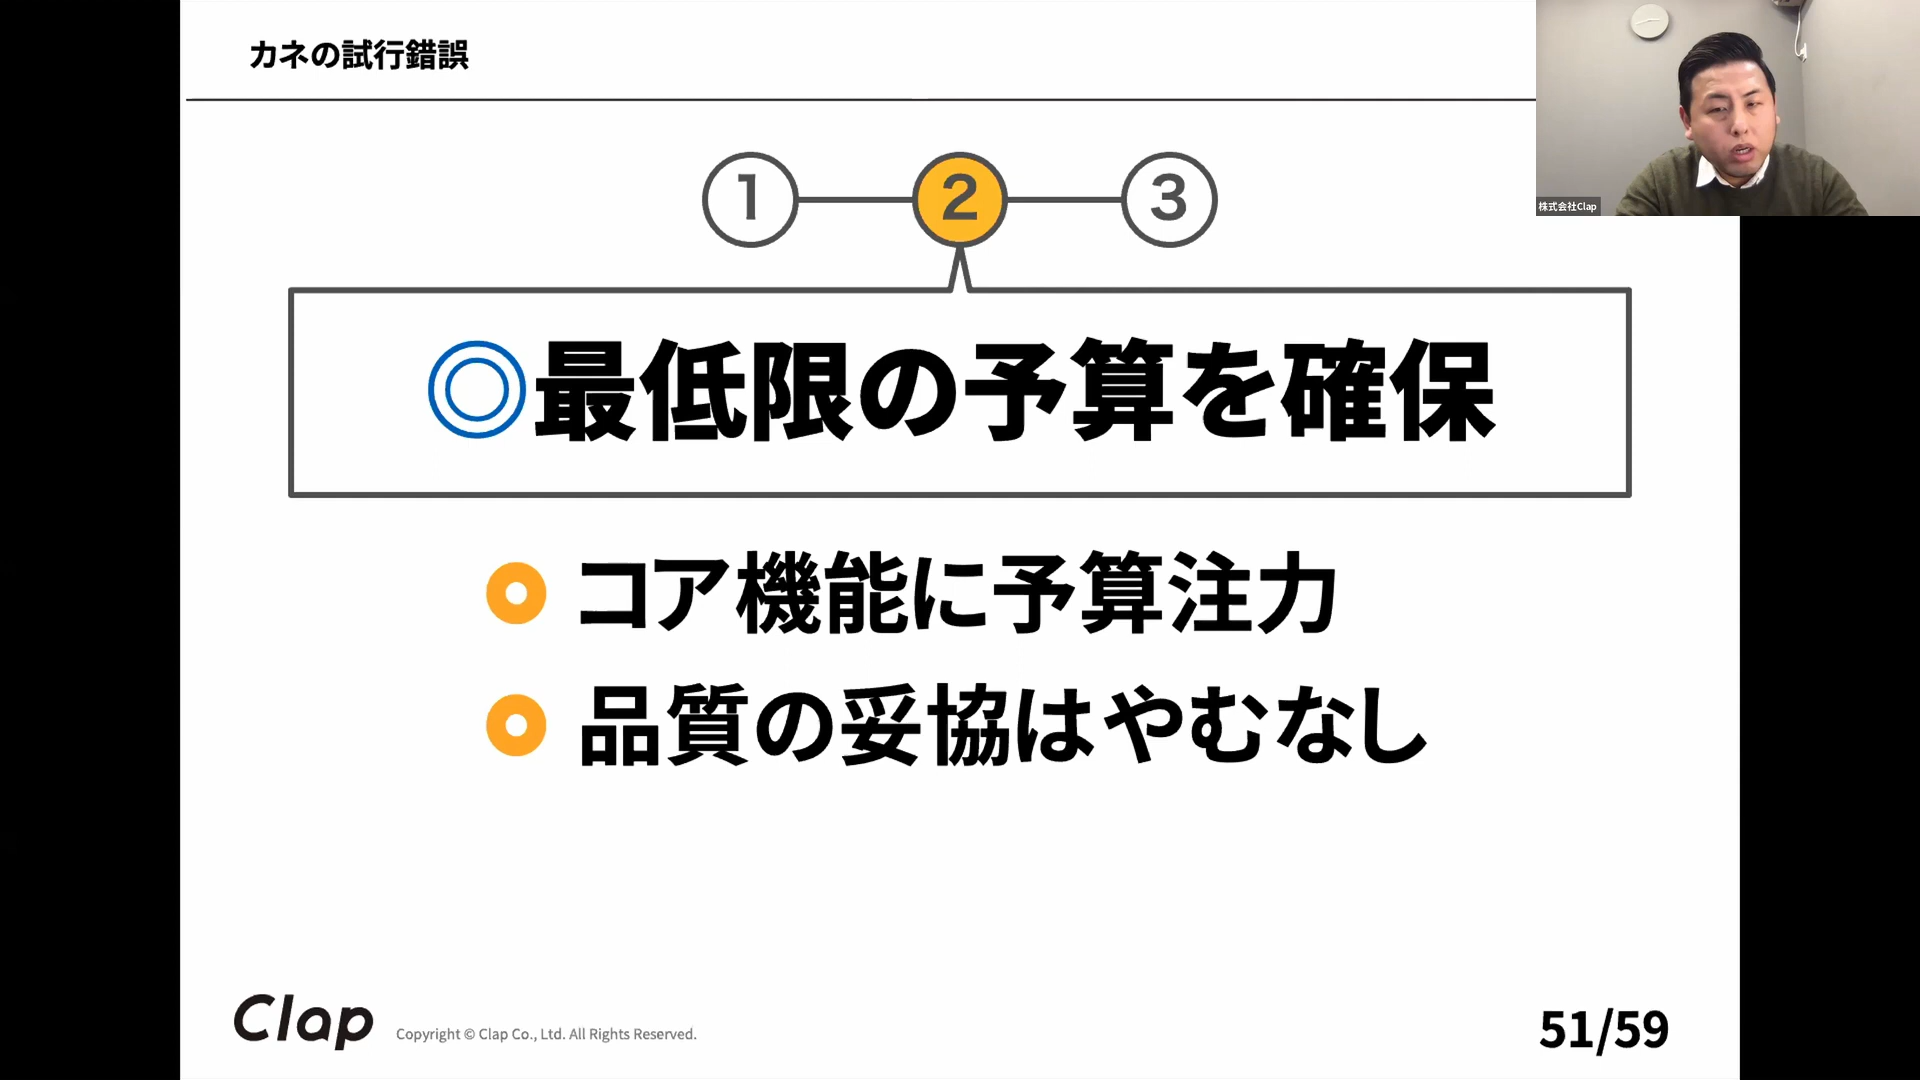 カネの試行錯誤
1
2
3
株式会社Clap
◎最低限の予算を確保
コア機能に予算注力
品質の妥協はやむなし
Clap
Copyright © Clap Co., Ltd. All Rights Reserved.
51/59